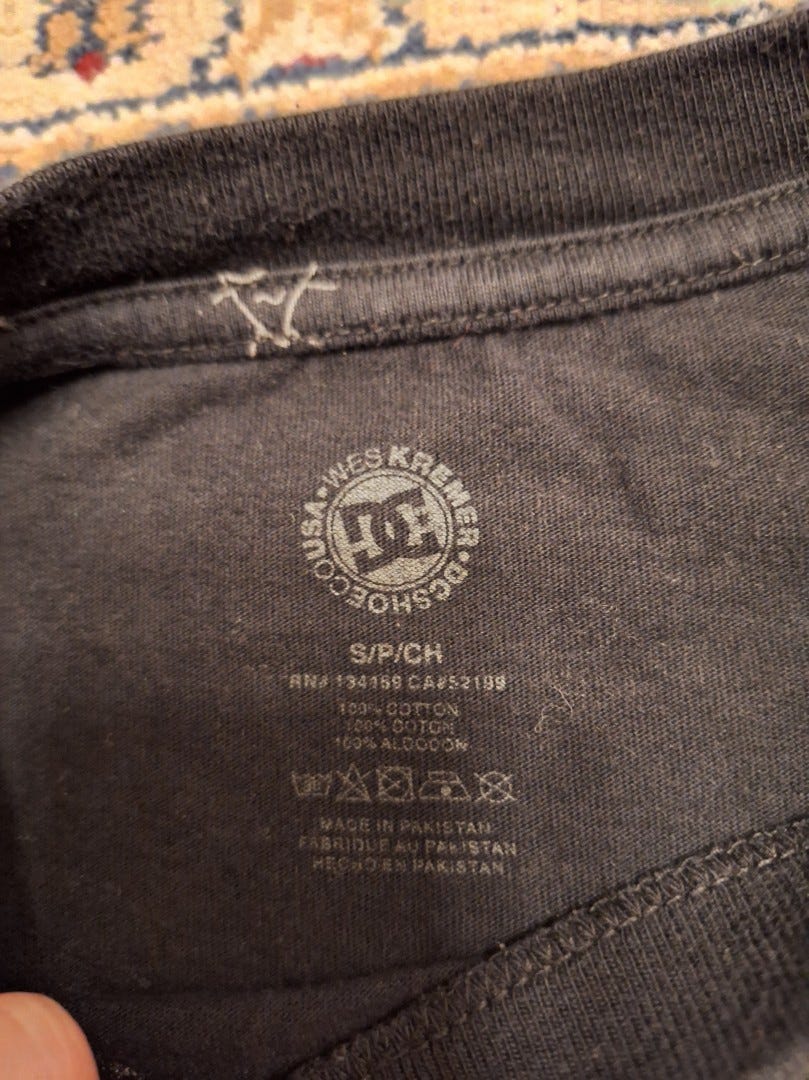 WES KREMER • DCSHOECOUSA •
DC
S/P/CH
RN# 134169 CA#52199
100% COTTON
100% COTON
100% ALGODON
MADE IN PAKISTAN
FABRIQUE AU PAKISTAN
HECHO EN PAKISTAN